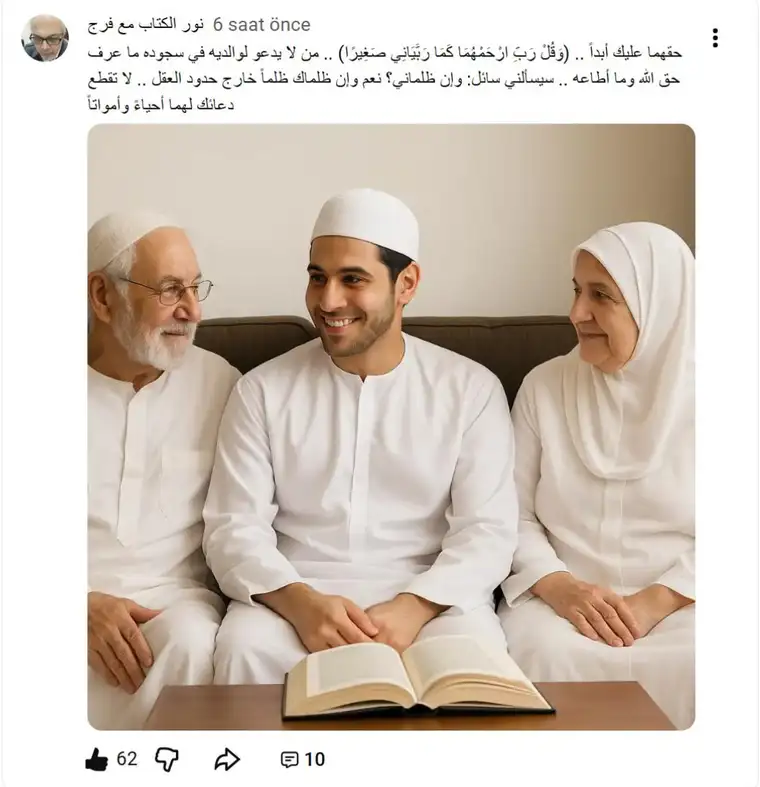 نور الكتاب مع فرج 6 saat önce
حقهما عليك أبداً .. (وَقُلْ رَبِّ ارْحَمْهُمَا كَمَا رَبَّيَانِي صَغِيرًا) .. من لا يدعو لوالديه في سجوده ما عرف
حق الله وما أطاعه .. سيسألني سائل: وإن ظلماني؟ نعم وإن ظلماك ظلماً خارج حدود العقل .. لا تقطع
دعائك لهما أحياءً وأمواتاً
62 10